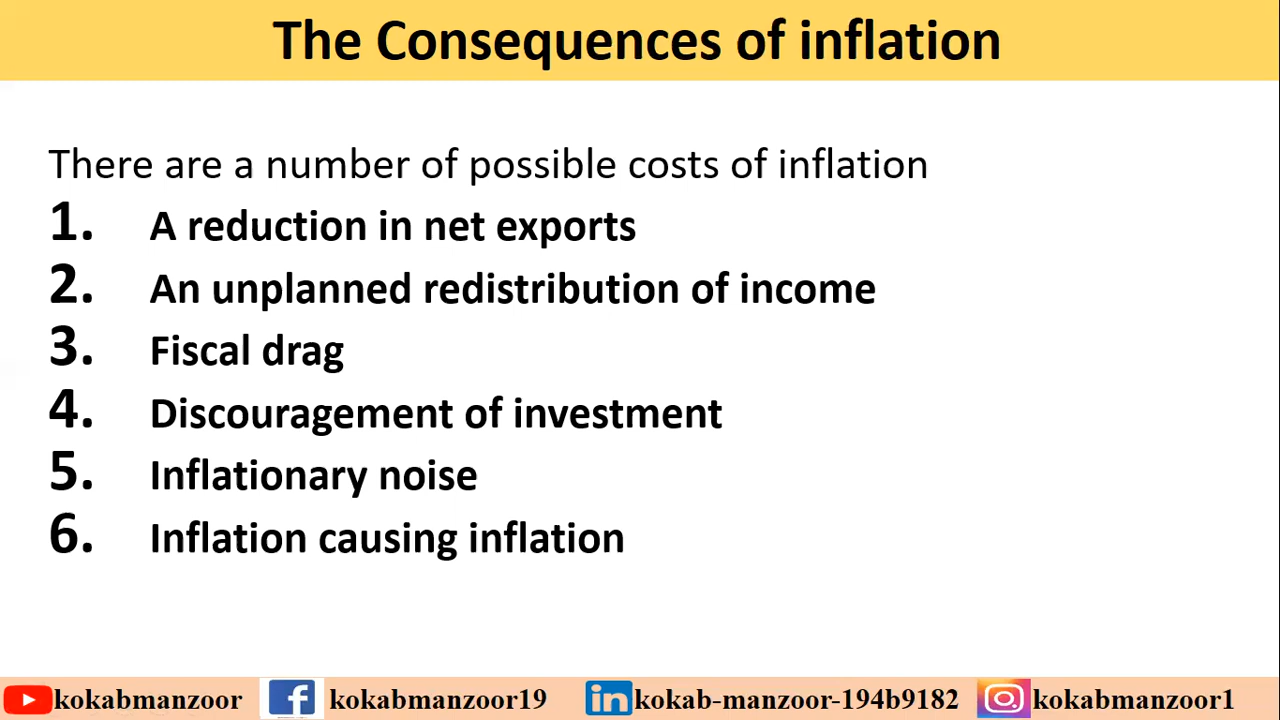 The Consequences of inflation
There are a number of possible costs of inflation
1. A reduction in net exports
2. An unplanned redistribution of income
3. Fiscal drag
4. Discouragement of investment
5. Inflationary noise
6. Inflation causing inflation
kokabmanzoor f kokabmanzoor19 in kokab-manzoor-194b9182 kokabmanzoor1